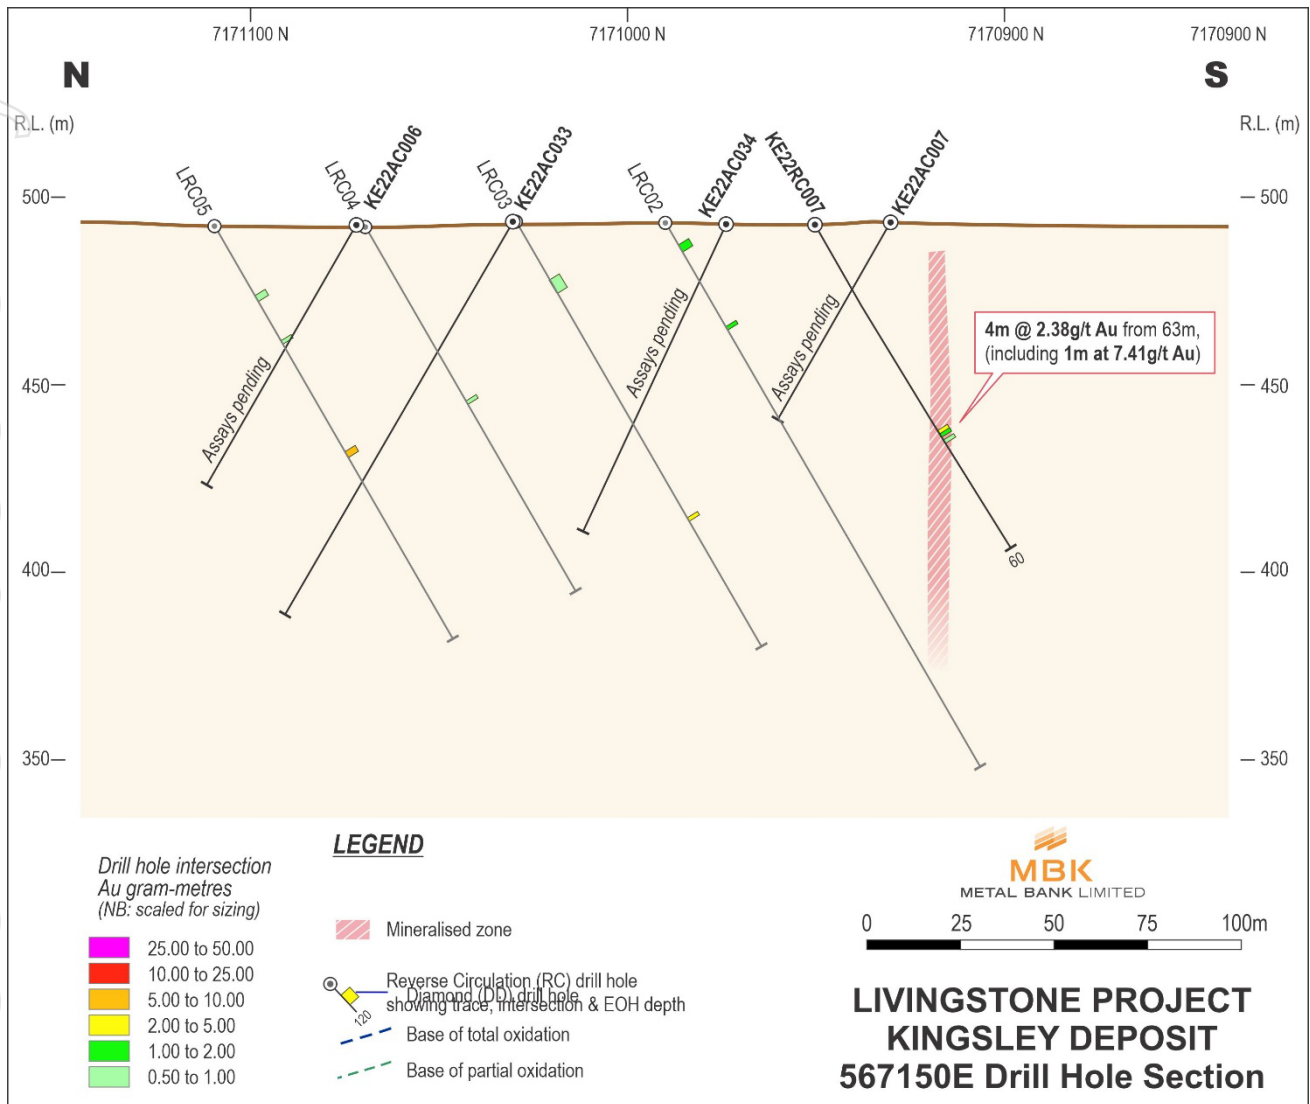 7171100 N
7171000 N
7170900 N
7170900 N
N
S
R.L. (m)
R.L. (m)
LRC05
LRC04
KE22AC006
LRC03
KE22AC033
LRC02
KE22AC034
KE22RC007
KE22AC007
500
500
450
450
400
400
350
350
Assays pending
Assays pending
Assays pending
4m @ 2.38g/t Au from 63m,
(including 1m at 7.41g/t Au)
60
LEGEND
Drill hole intersection
Au gram-metres
(NB: scaled for sizing)
25.00 to 50.00
10.00 to 25.00
5.00 to 10.00
2.00 to 5.00
1.00 to 2.00
0.50 to 1.00
Mineralised zone
Reverse Circulation (RC) drill hole
Diamond (DD) drill hole
showing trace, intersection & EOH depth
120
Base of total oxidation
Base of partial oxidation
MBK
METAL BANK LIMITED
0 25 50 75 100m
LIVINGSTONE PROJECT
KINGSLEY DEPOSIT
567150E Drill Hole Section